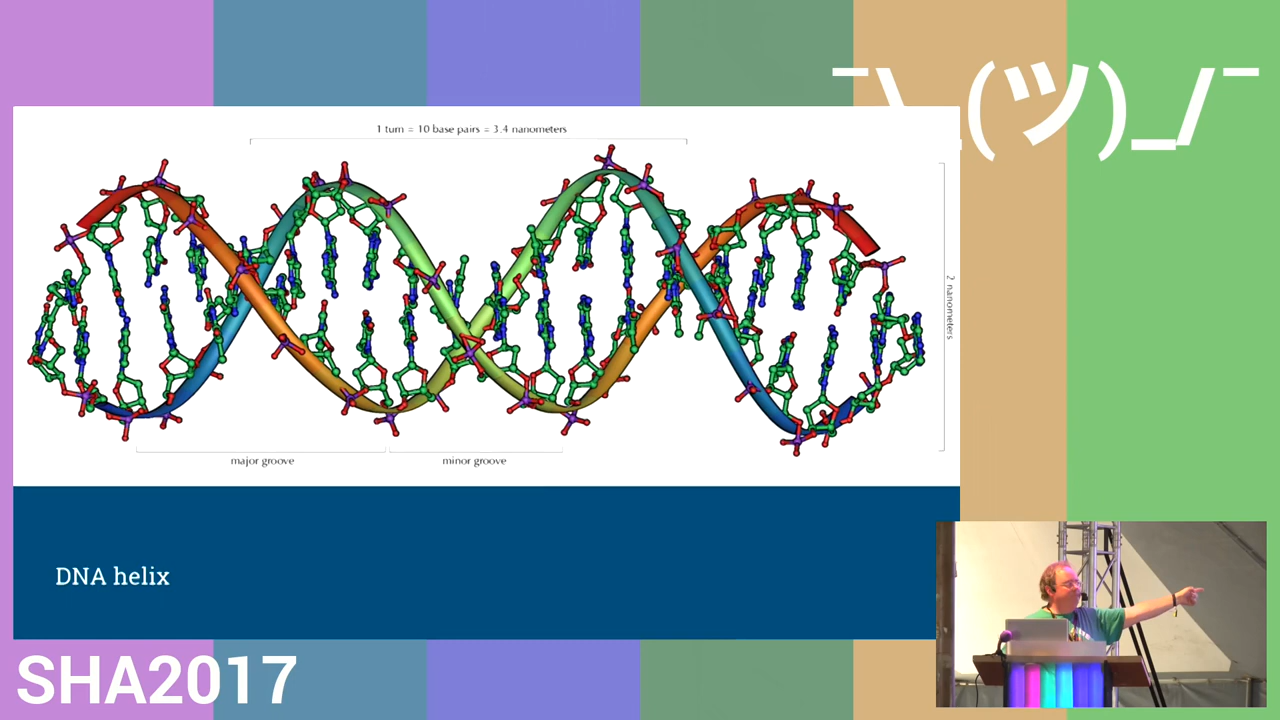 ¯\_(ツ)_/¯
1 turn = 10 base pairs = 3.4 nanometers
2 nanometers
major groove
minor groove
DNA helix
SHA2017